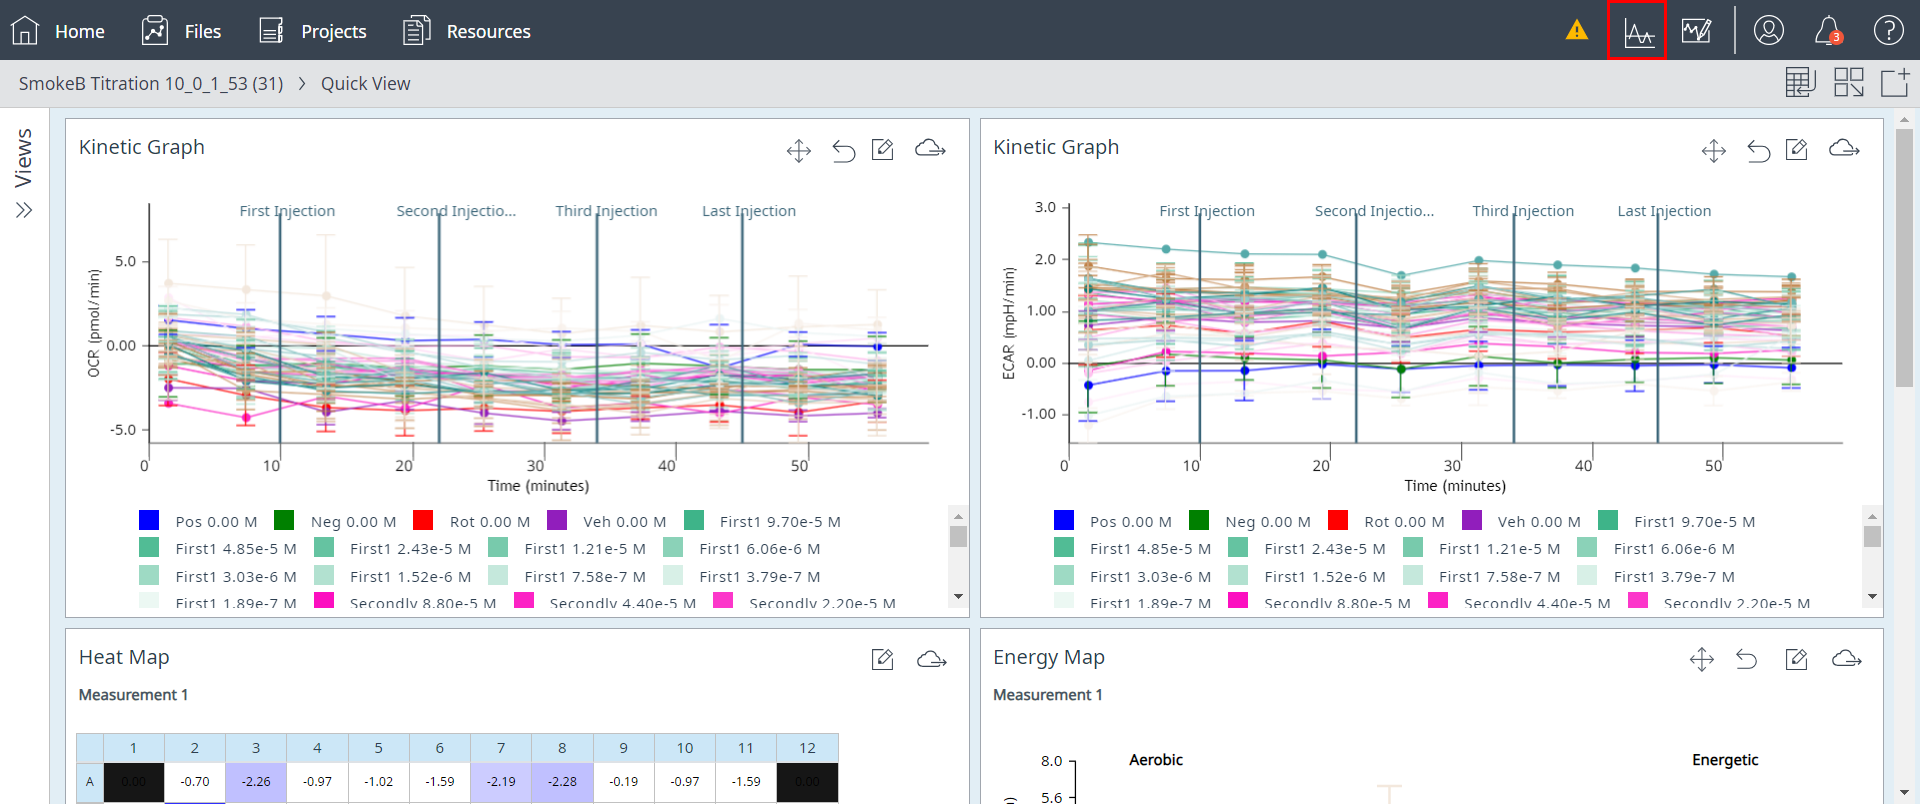 Home Files Projects Resources 3
SmokeB Titration 10_0_1_53 (31) > Quick View
Views
Kinetic Graph
First Injection Second Injectio... Third Injection Last Injection
OCR (pmol/min)
5.0
0.00
-5.0
0 10 20 30 40 50
Time (minutes)
Pos 0.00 M Neg 0.00 M Rot 0.00 M Veh 0.00 M First1 9.70e-5 M
First1 4.85e-5 M First1 2.43e-5 M First1 1.21e-5 M First1 6.06e-6 M
First1 3.03e-6 M First1 1.52e-6 M First1 7.58e-7 M First1 3.79e-7 M
First1 1.89e-7 M Secondly 8.80e-5 M Secondly 4.40e-5 M Secondly 2.20e-5 M
Kinetic Graph
First Injection Second Injectio... Third Injection Last Injection
ECAR (mpH/min)
3.0
2.0
1.00
0.00
-1.00
0 10 20 30 40 50
Time (minutes)
Pos 0.00 M Neg 0.00 M Rot 0.00 M Veh 0.00 M First1 9.70e-5 M
First1 4.85e-5 M First1 2.43e-5 M First1 1.21e-5 M First1 6.06e-6 M
First1 3.03e-6 M First1 1.52e-6 M First1 7.58e-7 M First1 3.79e-7 M
First1 1.89e-7 M Secondly 8.80e-5 M Secondly 4.40e-5 M Secondly 2.20e-5 M
Heat Map
Measurement 1
1 2 3 4 5 6 7 8 9 10 11 12
A 0.00 -0.70 -2.26 -0.97 -1.02 -1.59 -2.19 -2.28 -0.19 -0.97 -1.59 0.00
Energy Map
Measurement 1
8.0 Aerobic Energetic
5.6